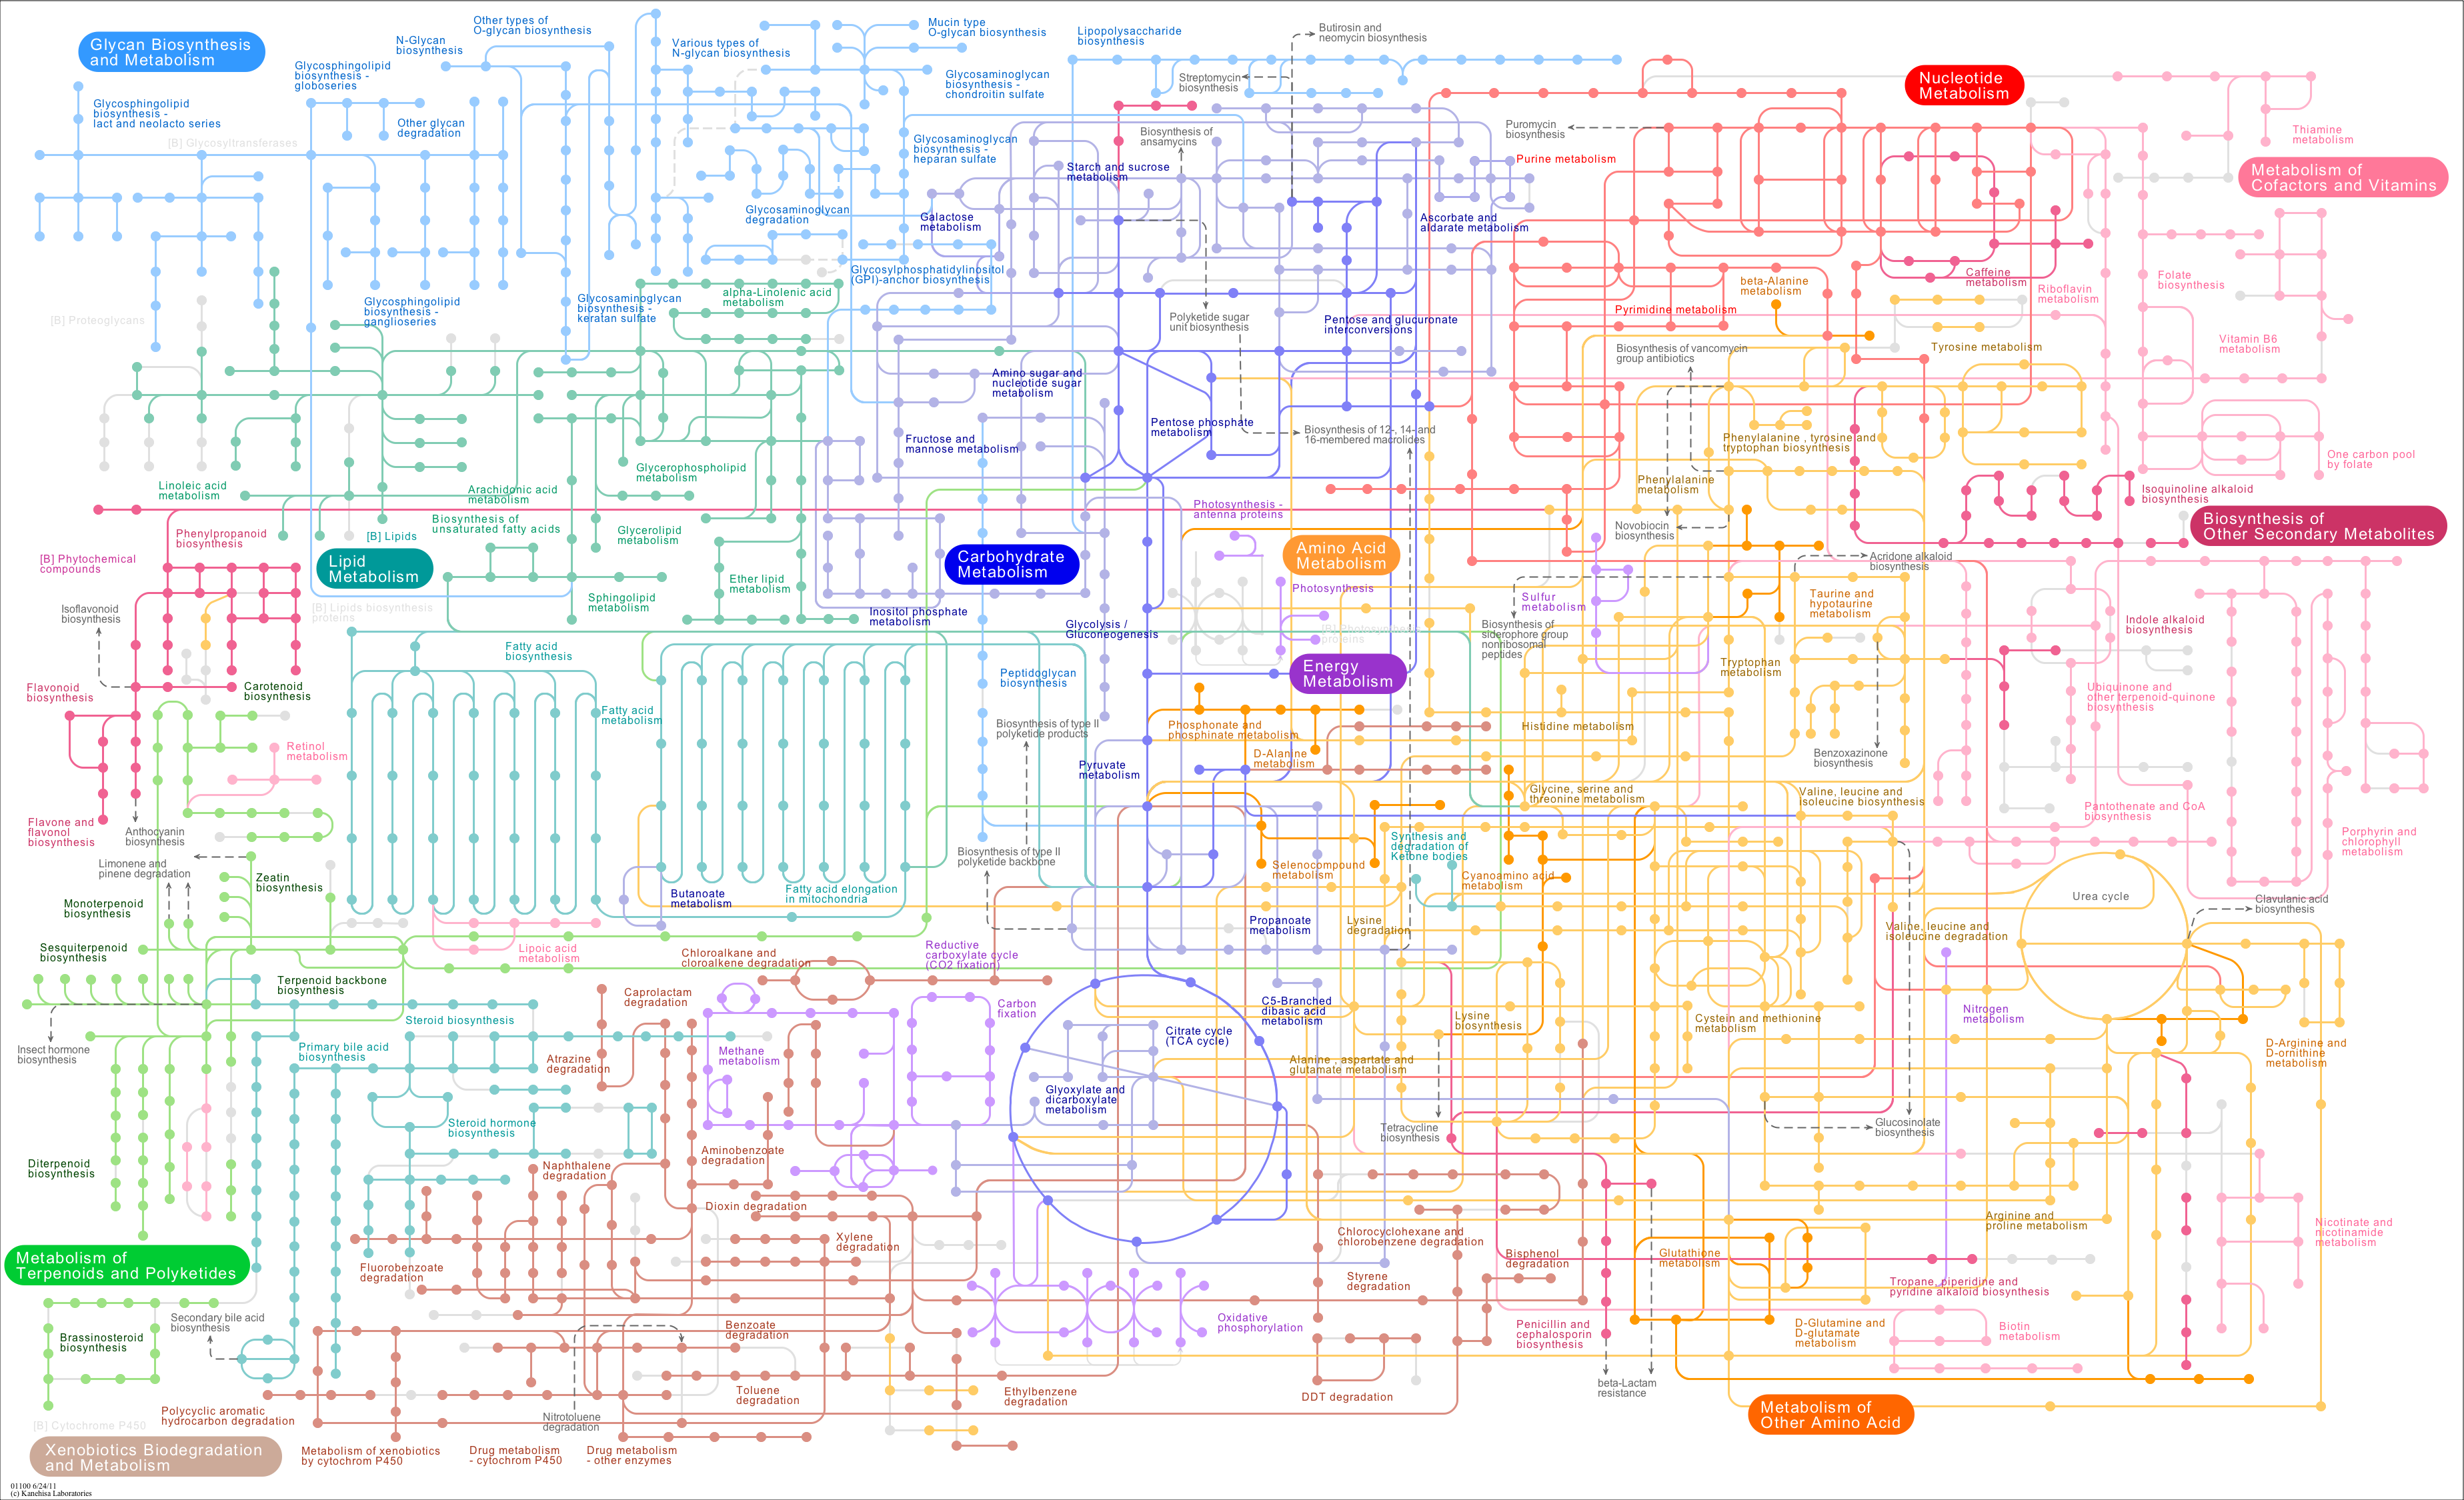 Glycan Biosynthesis
and Metabolism
Glycosphingolipid
biosynthesis -
lact and neolacto series
[B] Glycosyltransferases
Glycosphingolipid
biosynthesis -
globoseries
N-Glycan
biosynthesis
Other types of
O-glycan biosynthesis
Other glycan
degradation
Various types of
N-glycan biosynthesis
Mucin type
O-glycan biosynthesis
Glycosaminoglycan
biosynthesis -
chondroitin sulfate
Glycosaminoglycan
biosynthesis -
heparan sulfate
Lipopolysaccharide
biosynthesis
Streptomycin
biosynthesis
Butirosin and
neomycin biosynthesis
Biosynthesis of
ansamycins
Starch and sucrose
metabolism
Puromycin
biosynthesis
Purine metabolism
Nucleotide
Metabolism
Thiamine
metabolism
Metabolism of
Cofactors and Vitamins
Glycosaminoglycan
degradation
Galactose
metabolism
Ascorbate and
aldarate metabolism
[B] Proteoglycans
Glycosphingolipid
biosynthesis -
ganglioseries
Glycosaminoglycan
biosynthesis -
keratan sulfate
alpha-Linolenic acid
metabolism
Glycosylphosphatidylinositol
(GPI)-anchor biosynthesis
Polyketide sugar
unit biosynthesis
Pentose and glucuronate
interconversions
beta-Alanine
metabolism
Pyrimidine metabolism
Caffeine
metabolism
Riboflavin
metabolism
Folate
biosynthesis
Vitamin B6
metabolism
Biosynthesis of vancomycin
group antibiotics
Tyrosine metabolism
Amino sugar and
nucleotide sugar
metabolism
Fructose and
mannose metabolism
Pentose phosphate
metabolism
Biosynthesis of 12-, 14- and
16-membered macrolides
Phenylalanine , tyrosine and
tryptophan biosynthesis
Phenylalanine
metabolism
One carbon pool
by folate
Isoquinoline alkaloid
biosynthesis
Biosynthesis of
Other Secondary Metabolites
Linoleic acid
metabolism
Arachidonic acid
metabolism
Glycerophospholipid
metabolism
Biosynthesis of
unsaturated fatty acids
Glycerolipid
metabolism
Phenylpropanoid
biosynthesis
[B] Lipids
Lipid
Metabolism
[B] Phytochemical
compounds
[B] Lipids biosynthesis
proteins
Isoflavonoid
biosynthesis
Ether lipid
metabolism
Sphingolipid
metabolism
Carbohydrate
Metabolism
Inositol phosphate
metabolism
Glycolysis /
Gluconeogenesis
Photosynthesis -
antenna proteins
Amino Acid
Metabolism
Photosynthesis
[B] Photosynthesis
proteins
Energy
Metabolism
Novobiocin
biosynthesis
Sulfur
metabolism
Biosynthesis of
siderophore group
nonribosomal
peptides
Acridone alkaloid
biosynthesis
Taurine and
hypotaurine
metabolism
Tryptophan
metabolism
Indole alkaloid
biosynthesis
Ubiquinone and
other terpenoid-quinone
biosynthesis
Fatty acid
biosynthesis
Flavonoid
biosynthesis
Carotenoid
biosynthesis
Fatty acid
metabolism
Retinol
metabolism
Peptidoglycan
biosynthesis
Biosynthesis of type II
polyketide products
Phosphonate and
phosphinate metabolism
D-Alanine
metabolism
Pyruvate
metabolism
Histidine metabolism
Benzoxazinone
biosynthesis
Glycine, serine and
threonine metabolism
Valine, leucine and
isoleucine biosynthesis
Pantothenate and CoA
biosynthesis
Porphyrin and
chlorophyll
metabolism
Flavone and
flavonol
biosynthesis
Anthocyanin
biosynthesis
Limonene and
pinene degradation
Zeatin
biosynthesis
Monoterpenoid
biosynthesis
Sesquiterpenoid
biosynthesis
Butanoate
metabolism
Fatty acid elongation
in mitochondria
Biosynthesis of type II
polyketide backbone
Synthesis and
degradation of
Ketone bodies
Selenocompound
metabolism
Cyanoamino acid
metabolism
Propanoate
metabolism
Lysine
degradation
Urea cycle
Clavulanic acid
biosynthesis
Valine, leucine and
isoleucine degradation
Lipoic acid
metabolism
Terpenoid backbone
biosynthesis
Chloroalkane and
cloroalkene degradation
Reductive
carboxylate cycle
(CO2 fixation)
Caprolactam
degradation
Carbon
fixation
C5-Branched
dibasic acid
metabolism
Citrate cycle
(TCA cycle)
Lysine
biosynthesis
Cystein and methionine
metabolism
Nitrogen
metabolism
D-Arginine and
D-ornithine
metabolism
Insect hormone
biosynthesis
Steroid biosynthesis
Primary bile acid
biosynthesis
Atrazine
degradation
Methane
metabolism
Glyoxylate and
dicarboxylate
metabolism
Alanine , aspartate and
glutamate metabolism
Tetracycline
biosynthesis
Glucosinolate
biosynthesis
Steroid hormone
biosynthesis
Diterpenoid
biosynthesis
Naphthalene
degradation
Aminobenzoate
degradation
Dioxin degradation
Xylene
degradation
Fluorobenzoate
degradation
Chlorocyclohexane and
chlorobenzene degradation
Bisphenol
degradation
Styrene
degradation
Glutathione
metabolism
Arginine and
proline metabolism
Nicotinate and
nicotinamide
metabolism
Tropane, piperidine and
pyridine alkaloid biosynthesis
Metabolism of
Terpenoids and Polyketides
Secondary bile acid
biosynthesis
Brassinosteroid
biosynthesis
Benzoate
degradation
Oxidative
phosphorylation
Penicillin and
cephalosporin
biosynthesis
D-Glutamine and
D-glutamate
metabolism
Biotin
metabolism
Toluene
degradation
Ethylbenzene
degradation
DDT degradation
beta-Lactam
resistance
Metabolism of
Other Amino Acid
[B] Cytochrome P450
Polycyclic aromatic
hydrocarbon degradation
Nitrotoluene
degradation
Xenobiotics Biodegradation
and Metabolism
Metabolism of xenobiotics
by cytochrom P450
Drug metabolism
- cytochrom P450
Drug metabolism
- other enzymes
01100 6/24/11
(c) Kanehisa Laboratories